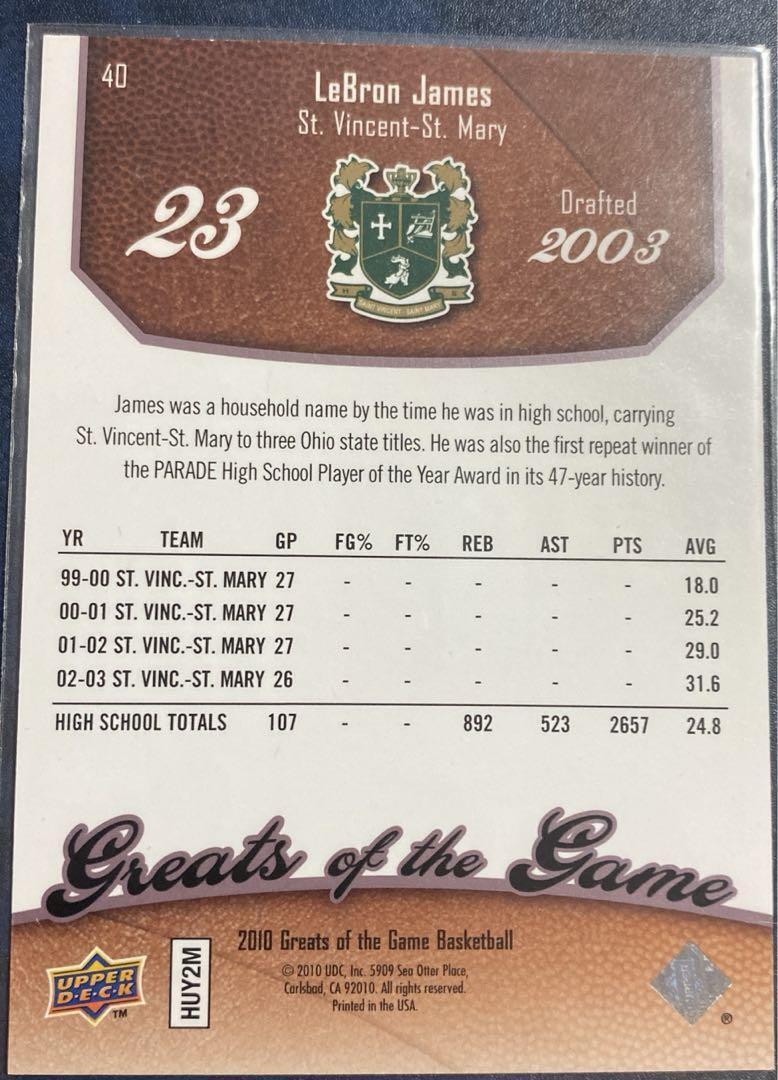 40
LeBron James
St. Vincent-St. Mary
23
Drafted
2003
H S
SAINT VINCENT - SAINT MARY
James was a household name by the time he was in high school, carrying
St. Vincent-St. Mary to three Ohio state titles. He was also the first repeat winner of
the PARADE High School Player of the Year Award in its 47-year history.
YR TEAM GP FG% FT% REB AST PTS AVG
99-00 ST. VINC.-ST. MARY 27 - - - - - 18.0
00-01 ST. VINC.-ST. MARY 27 - - - - - 25.2
01-02 ST. VINC.-ST. MARY 27 - - - - - 29.0
02-03 ST. VINC.-ST. MARY 26 - - - - - 31.6
HIGH SCHOOL TOTALS 107 - - 892 523 2657 24.8
Greats of the Game
2010 Greats of the Game Basketball
© 2010 UDC, Inc. 5909 Sea Otter Place,
Carlsbad, CA 92010. All rights reserved.
Printed in the USA.
UPPER
D·E·C·K
TM
HUY2M
®